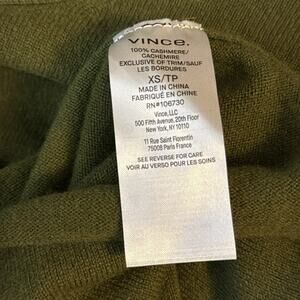 VINCE.
100% CASHMERE/
CACHEMIRE
EXCLUSIVE OF TRIM/SAUF
LES BORDURES
XS/TP
MADE IN CHINA
FABRIQUÉ EN CHINE
RN#106730
Vince, LLC
500 Fifth Avenue, 20th Floor
New York, NY 10110
11 Rue Saint Florentin
75008 Paris France
SEE REVERSE FOR CARE
VOIR AU VERSO POUR LES SOINS